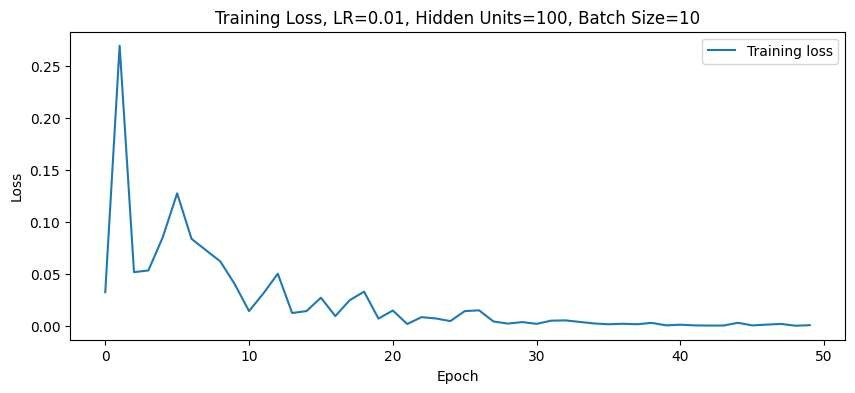 Training Loss, LR=0.01, Hidden Units=100, Batch Size=10
Training loss
0.25
0.20
0.15
0.10
0.05
0.00
Loss
0 10 20 30 40 50
Epoch